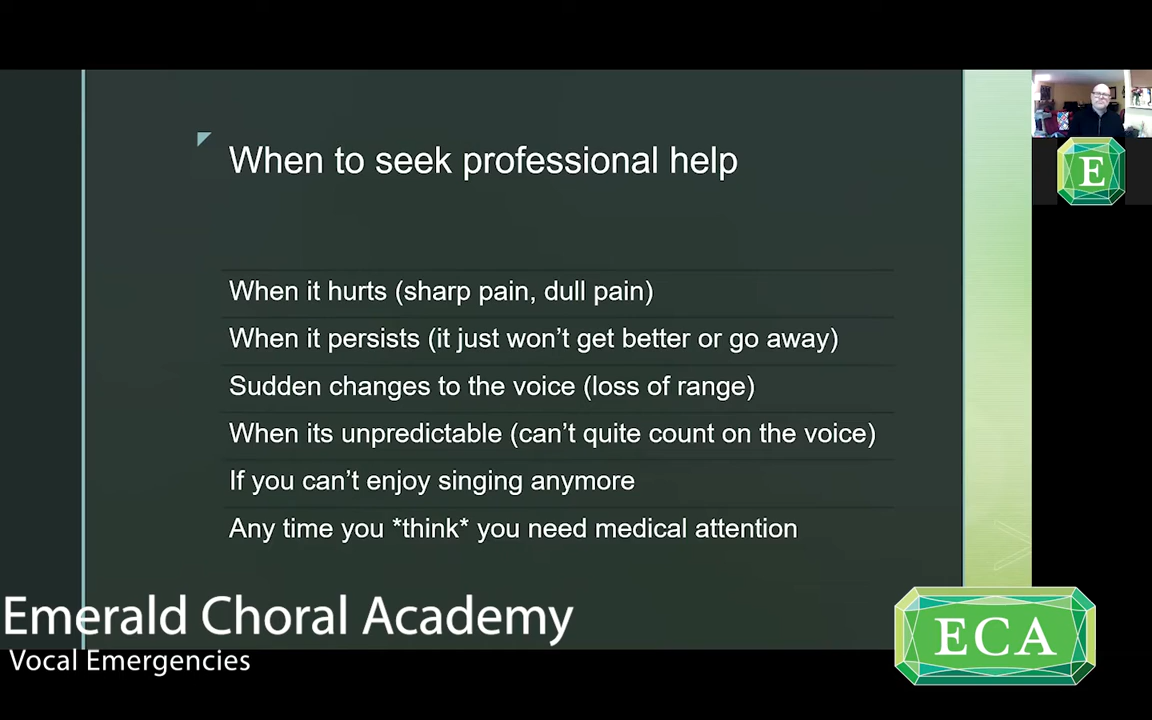 When to seek professional help
E
When it hurts (sharp pain, dull pain)
When it persists (it just won’t get better or go away)
Sudden changes to the voice (loss of range)
When its unpredictable (can’t quite count on the voice)
If you can’t enjoy singing anymore
Any time you *think* you need medical attention
Emerald Choral Academy
Vocal Emergencies
ECA